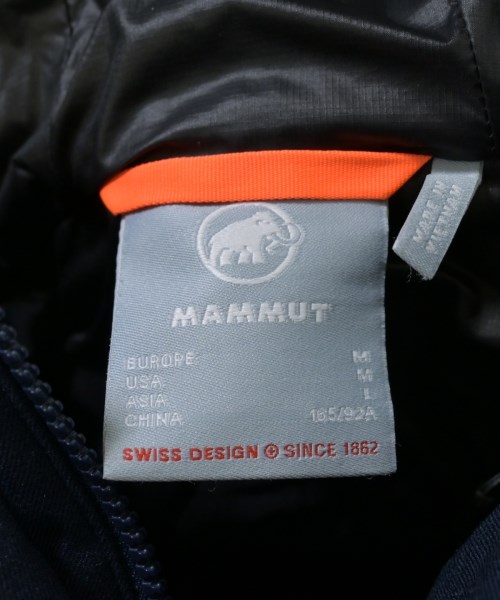 MADE IN
VIETNAM
MAMMUT
EUROPE M
USA M
ASIA L
CHINA 185/92A
SWISS DESIGN SINCE 1862